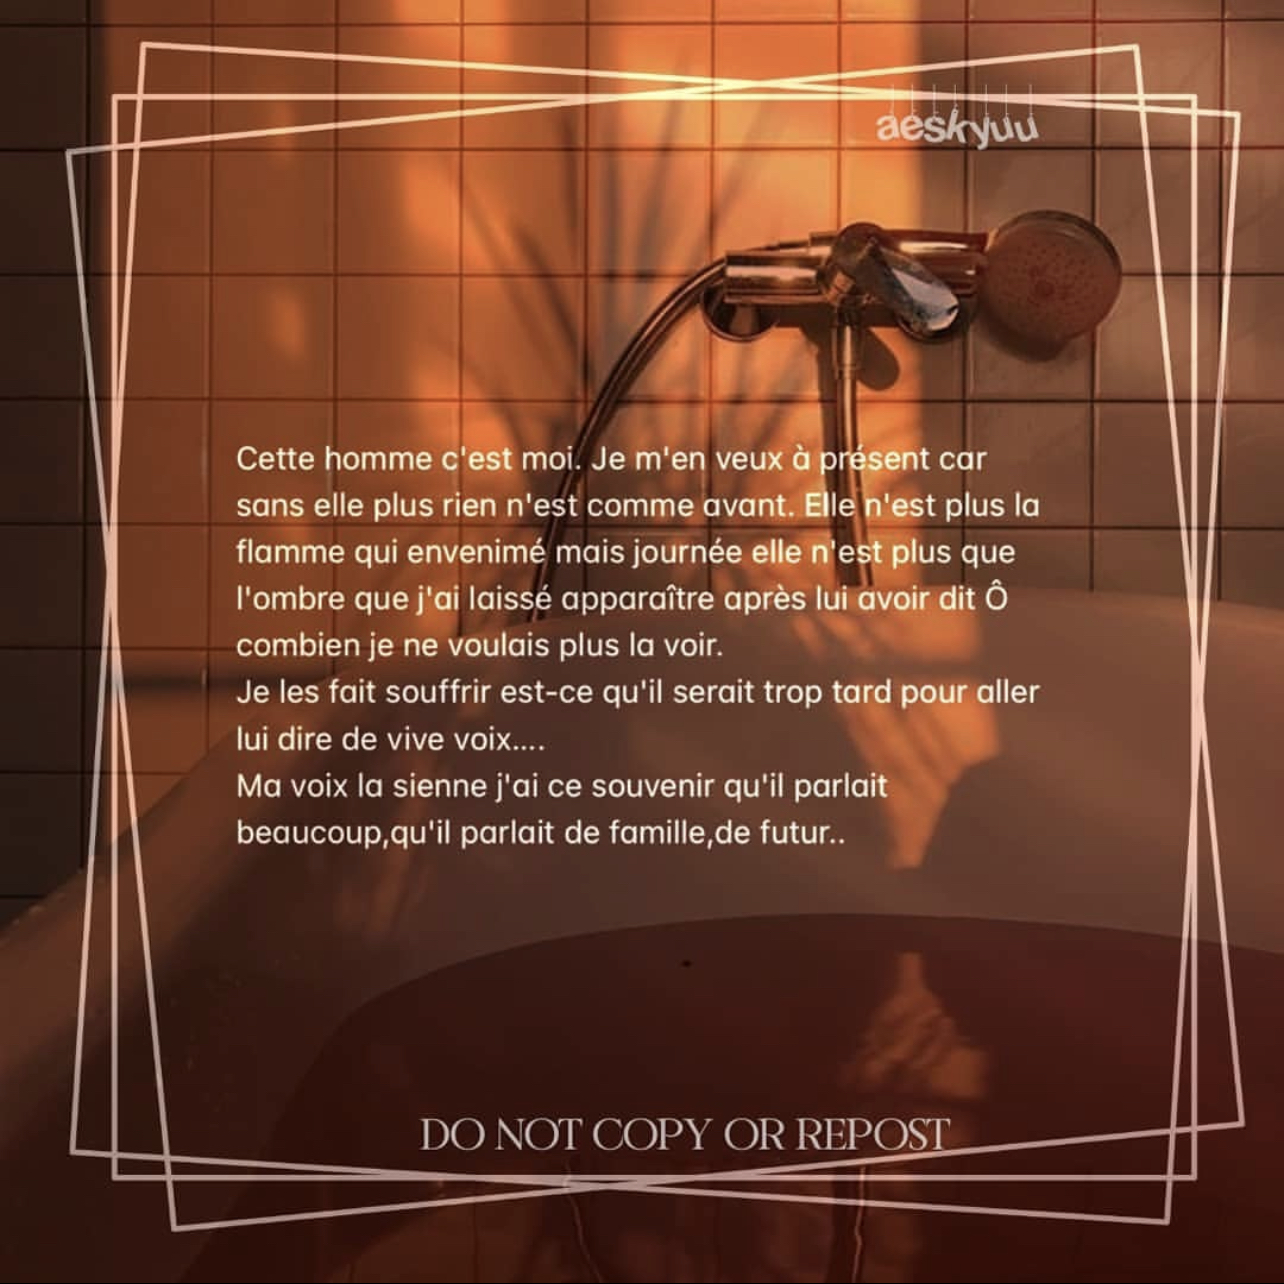 aeskyuu
Cette homme c'est moi. Je m'en veux à présent car
sans elle plus rien n'est comme avant. Elle n'est plus la
flamme qui envenimé mais journée elle n'est plus que
l'ombre que j'ai laissé apparaître après lui avoir dit Ô
combien je ne voulais plus la voir.
Je les fait souffrir est-ce qu'il serait trop tard pour aller
lui dire de vive voix....
Ma voix la sienne j'ai ce souvenir qu'il parlait
beaucoup,qu'il parlait de famille,de futur..
DO NOT COPY OR REPOST